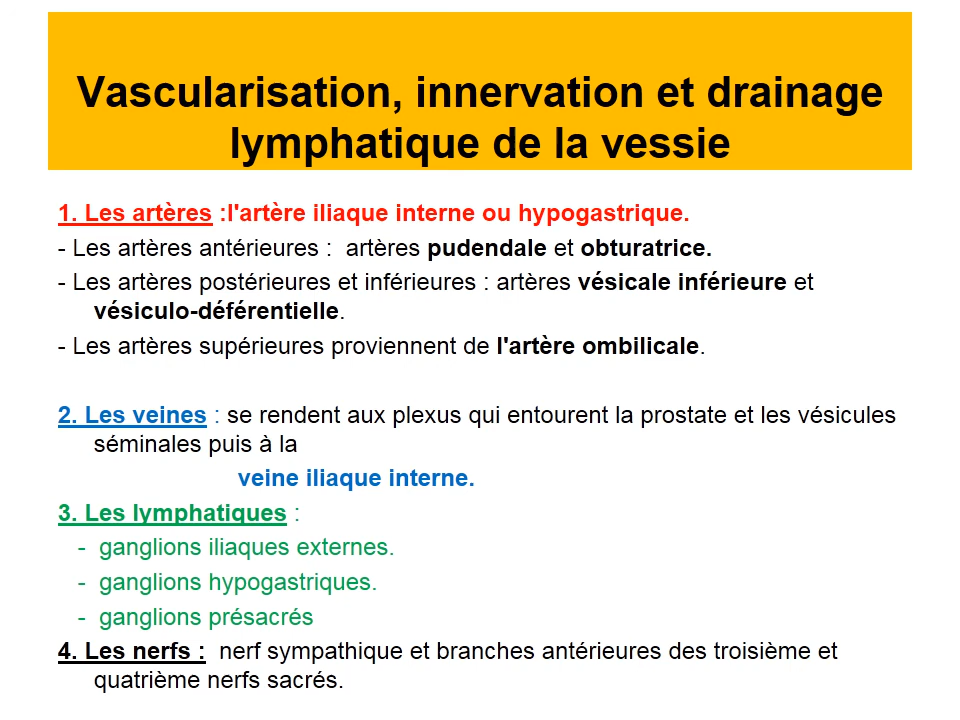 Vascularisation, innervation et drainage
lymphatique de la vessie
1. Les artères :l'artère iliaque interne ou hypogastrique.
- Les artères antérieures : artères pudendale et obturatrice.
- Les artères postérieures et inférieures : artères vésicale inférieure et
vésiculo-déférentielle.
- Les artères supérieures proviennent de l'artère ombilicale.
2. Les veines : se rendent aux plexus qui entourent la prostate et les vésicules
séminales puis à la
veine iliaque interne.
3. Les lymphatiques :
- ganglions iliaques externes.
- ganglions hypogastriques.
- ganglions présacrés
4. Les nerfs : nerf sympathique et branches antérieures des troisième et
quatrième nerfs sacrés.